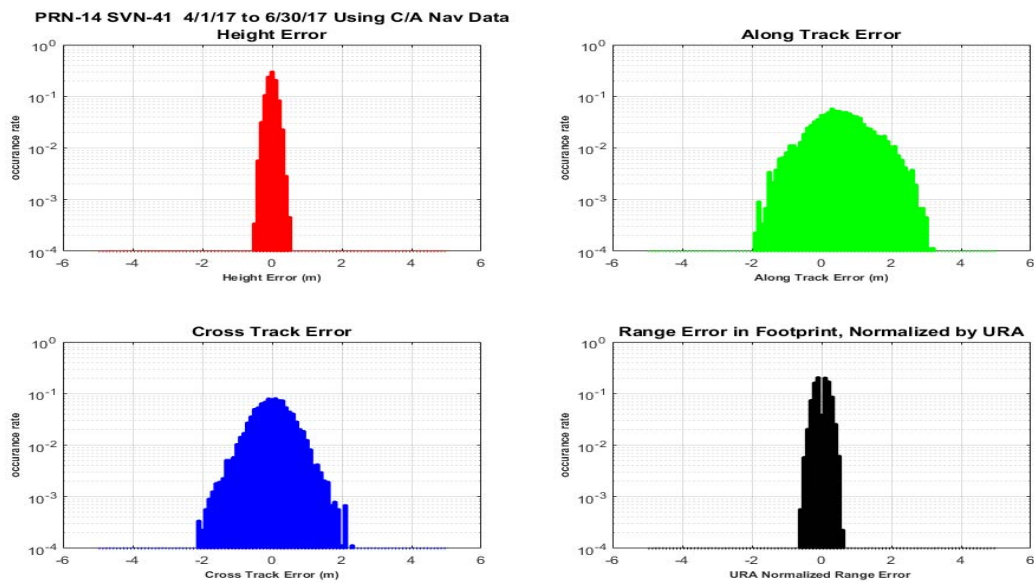 PRN-14 SVN-41 4/1/17 to 6/30/17 Using C/A Nav Data
Height Error
10^0
10^-1
10^-2
10^-3
10^-4
occurance rate
-6 -4 -2 0 2 4 6
Height Error (m)
Along Track Error
10^0
10^-1
10^-2
10^-3
10^-4
occurance rate
-6 -4 -2 0 2 4 6
Along Track Error (m)
Cross Track Error
10^0
10^-1
10^-2
10^-3
10^-4
occurance rate
-6 -4 -2 0 2 4 6
Cross Track Error (m)
Range Error in Footprint, Normalized by URA
10^0
10^-1
10^-2
10^-3
10^-4
occurance rate
-6 -4 -2 0 2 4 6
URA Normalized Range Error